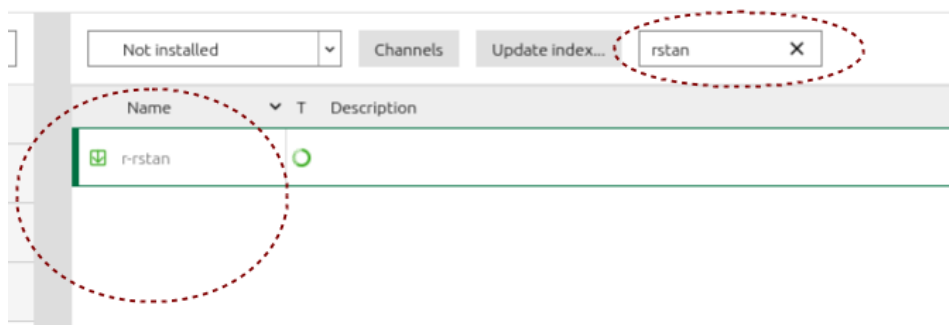 Not installed Channels Update index... rstan
Name T Description
r-rstan